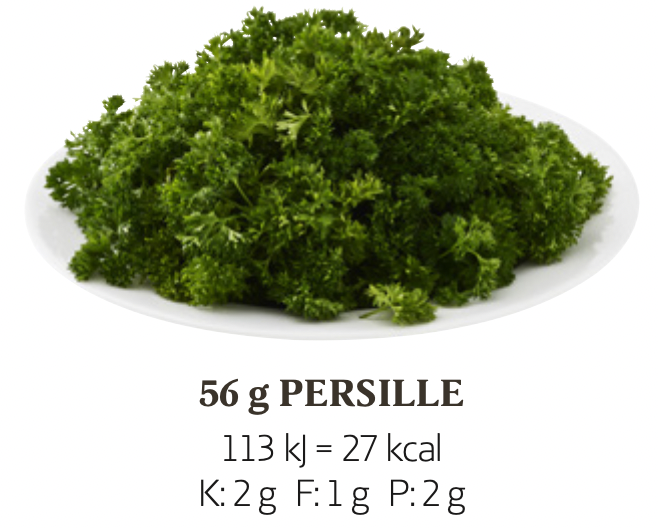 56 g PERSILLE
113 kJ = 27 kcal
K: 2 g F: 1 g P: 2 g